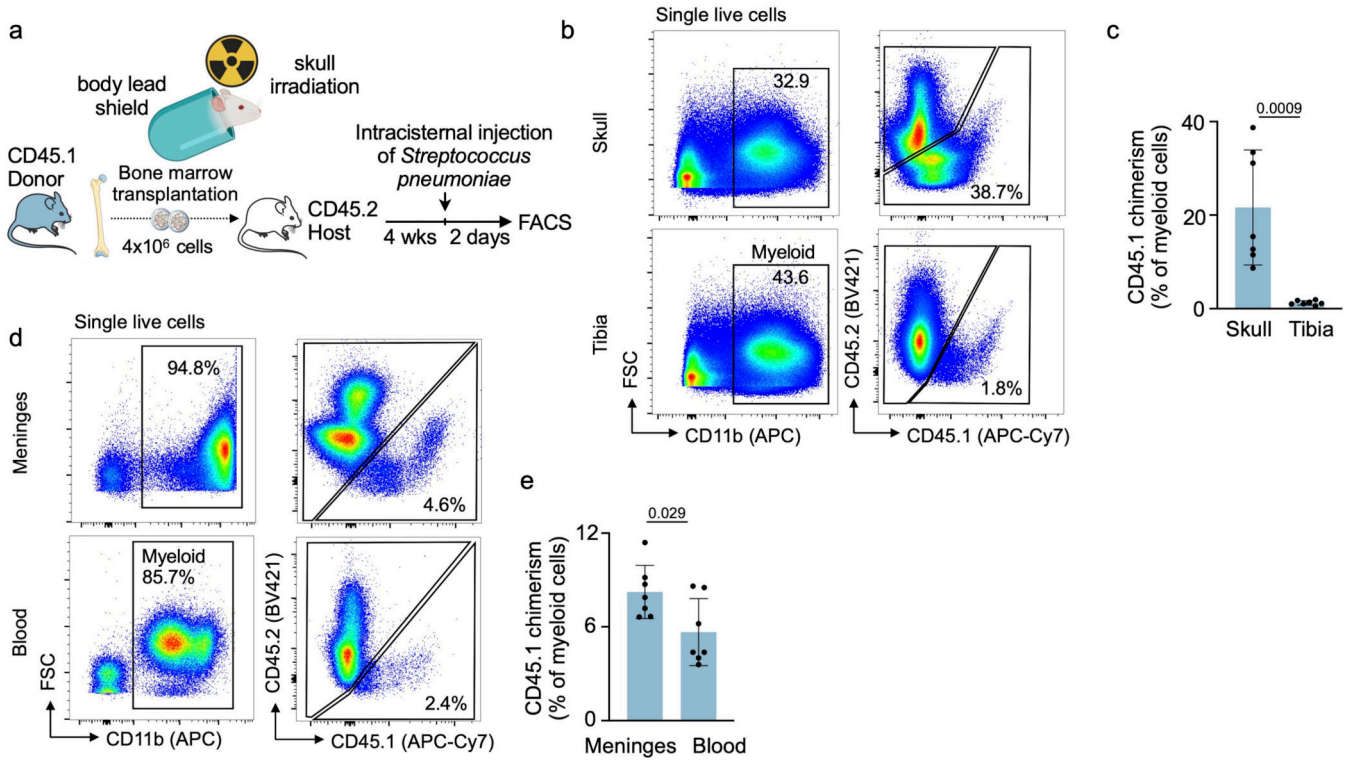 a
body lead
shield
skull
irradiation
CD45.1
Donor
Bone marrow
transplantation
4x10⁶ cells
CD45.2
Host
Intracisternal injection
of Streptococcus
pneumoniae
4 wks
2 days
FACS
b
Single live cells
Skull
32.9
38.7%
Tibia
Myeloid
43.6
1.8%
FSC
CD11b (APC)
CD45.2 (BV421)
CD45.1 (APC-Cy7)
c
CD45.1 chimerism
(% of myeloid cells)
40
20
0
0.0009
Skull
Tibia
d
Single live cells
Meninges
94.8%
4.6%
Blood
Myeloid
85.7%
2.4%
FSC
CD11b (APC)
CD45.2 (BV421)
CD45.1 (APC-Cy7)
e
CD45.1 chimerism
(% of myeloid cells)
12
6
0
0.029
Meninges
Blood